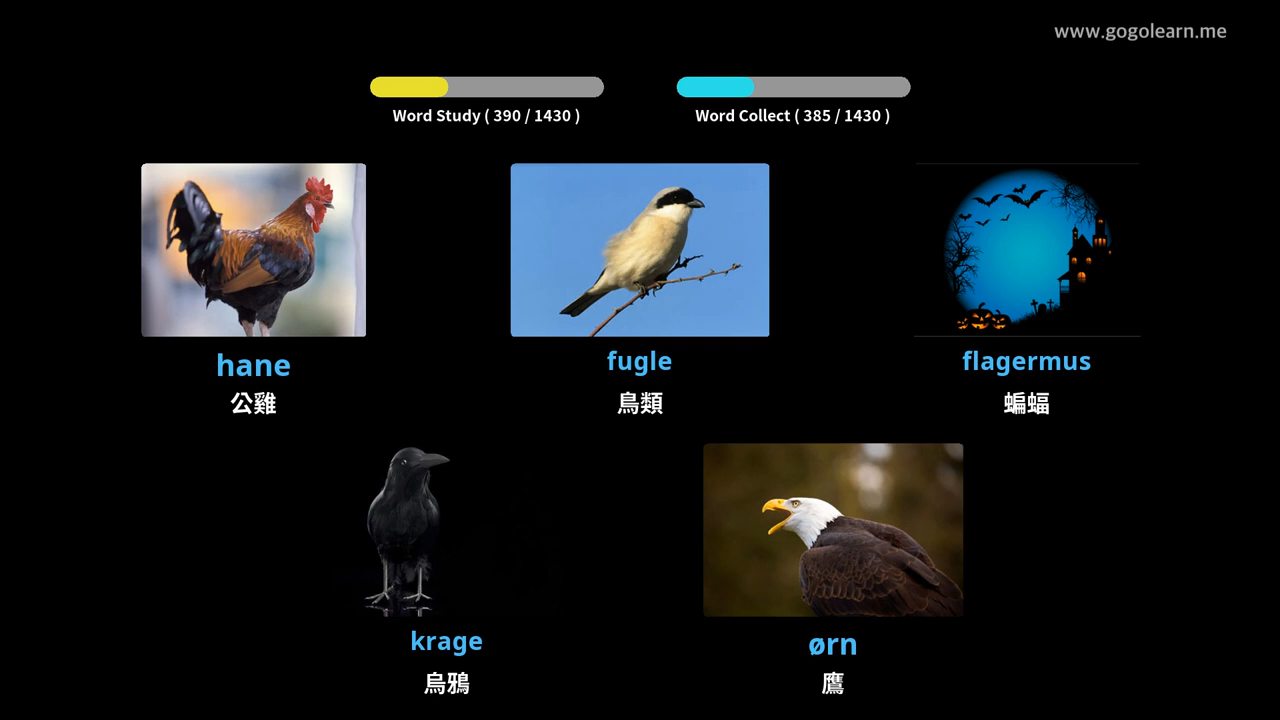 www.gogolearn.me
Word Study ( 390 / 1430 )
Word Collect ( 385 / 1430 )
hane
公雞
fugle
鳥類
flagermus
蝙蝠
krage
烏鴉
ørn
鷹